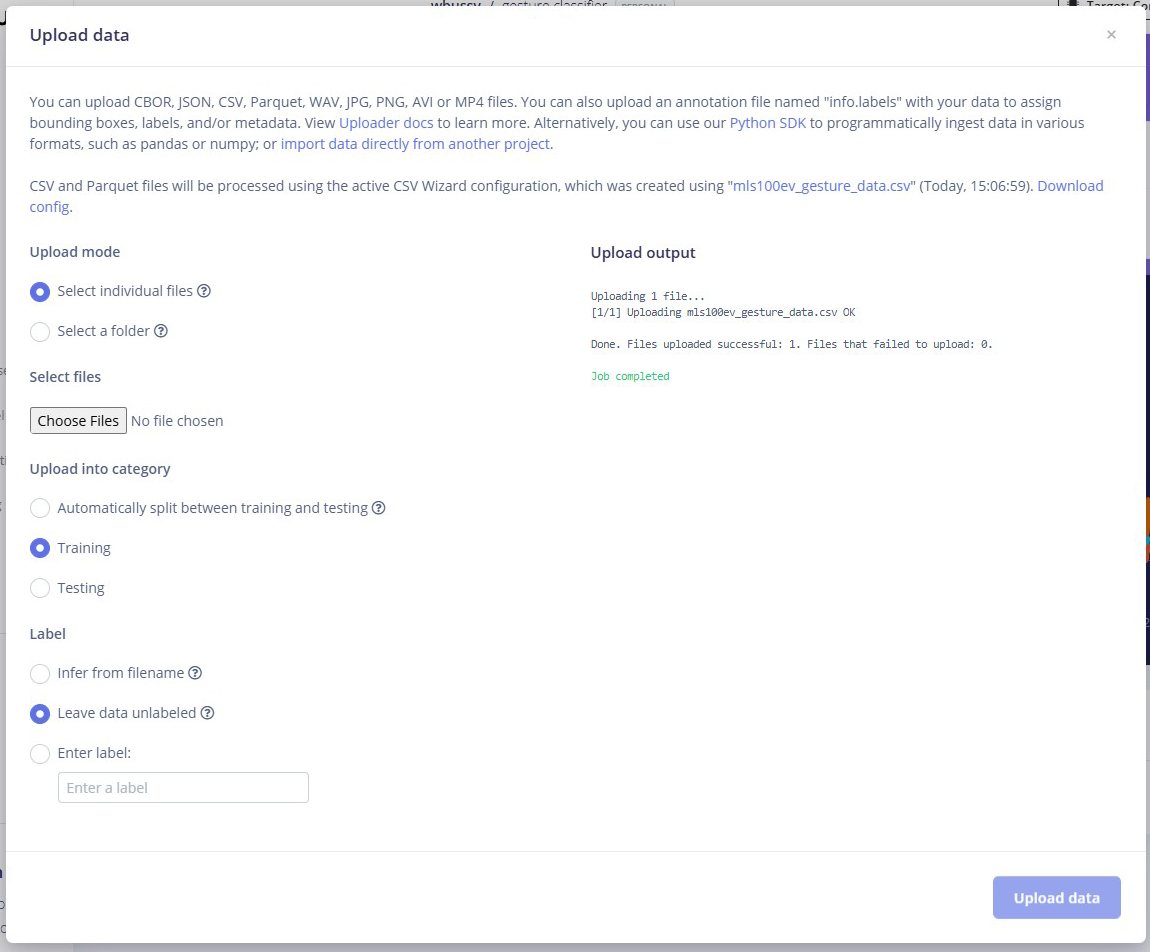 wbussy / gesture classifier PERSONAL
Target: Co
Upload data
×
You can upload CBOR, JSON, CSV, Parquet, WAV, JPG, PNG, AVI or MP4 files. You can also upload an annotation file named "info.labels" with your data to assign
bounding boxes, labels, and/or metadata. View Uploader docs to learn more. Alternatively, you can use our Python SDK to programmatically ingest data in various
formats, such as pandas or numpy; or import data directly from another project.
CSV and Parquet files will be processed using the active CSV Wizard configuration, which was created using "mls100ev_gesture_data.csv" (Today, 15:06:59). Download
config.
Upload mode
Select individual files ?
Select a folder ?
Select files
Choose Files No file chosen
Upload into category
Automatically split between training and testing ?
Training
Testing
Label
Infer from filename ?
Leave data unlabeled ?
Enter label:
Enter a label
Upload output
Uploading 1 file...
[1/1] Uploading mls100ev_gesture_data.csv OK
Done. Files uploaded successful: 1. Files that failed to upload: 0.
Job completed
Upload data